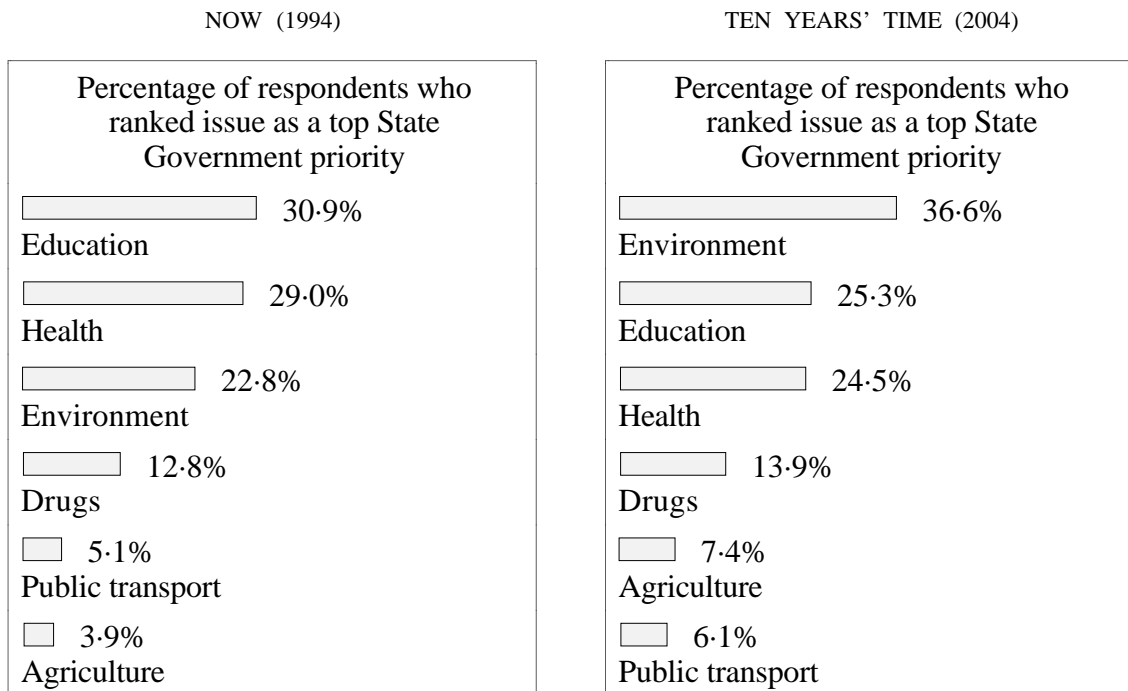 NOW (1994)
Percentage of respondents who
ranked issue as a top State
Government priority
30·9%
Education
29·0%
Health
22·8%
Environment
12·8%
Drugs
5·1%
Public transport
3·9%
Agriculture
TEN YEARS’ TIME (2004)
Percentage of respondents who
ranked issue as a top State
Government priority
36·6%
Environment
25·3%
Education
24·5%
Health
13·9%
Drugs
7·4%
Agriculture
6·1%
Public transport